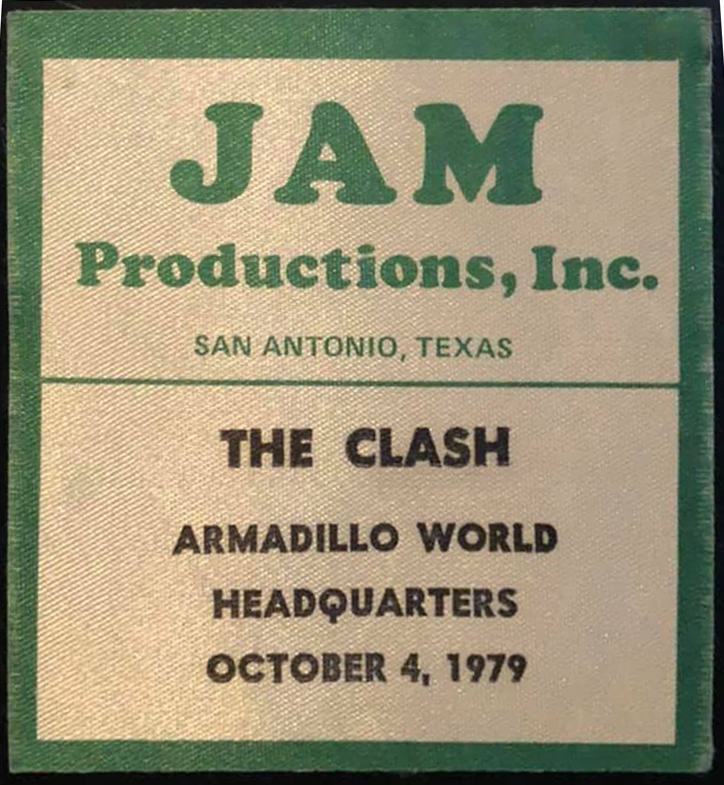 JAM
Productions, Inc.
SAN ANTONIO, TEXAS
THE CLASH
ARMADILLO WORLD
HEADQUARTERS
OCTOBER 4, 1979